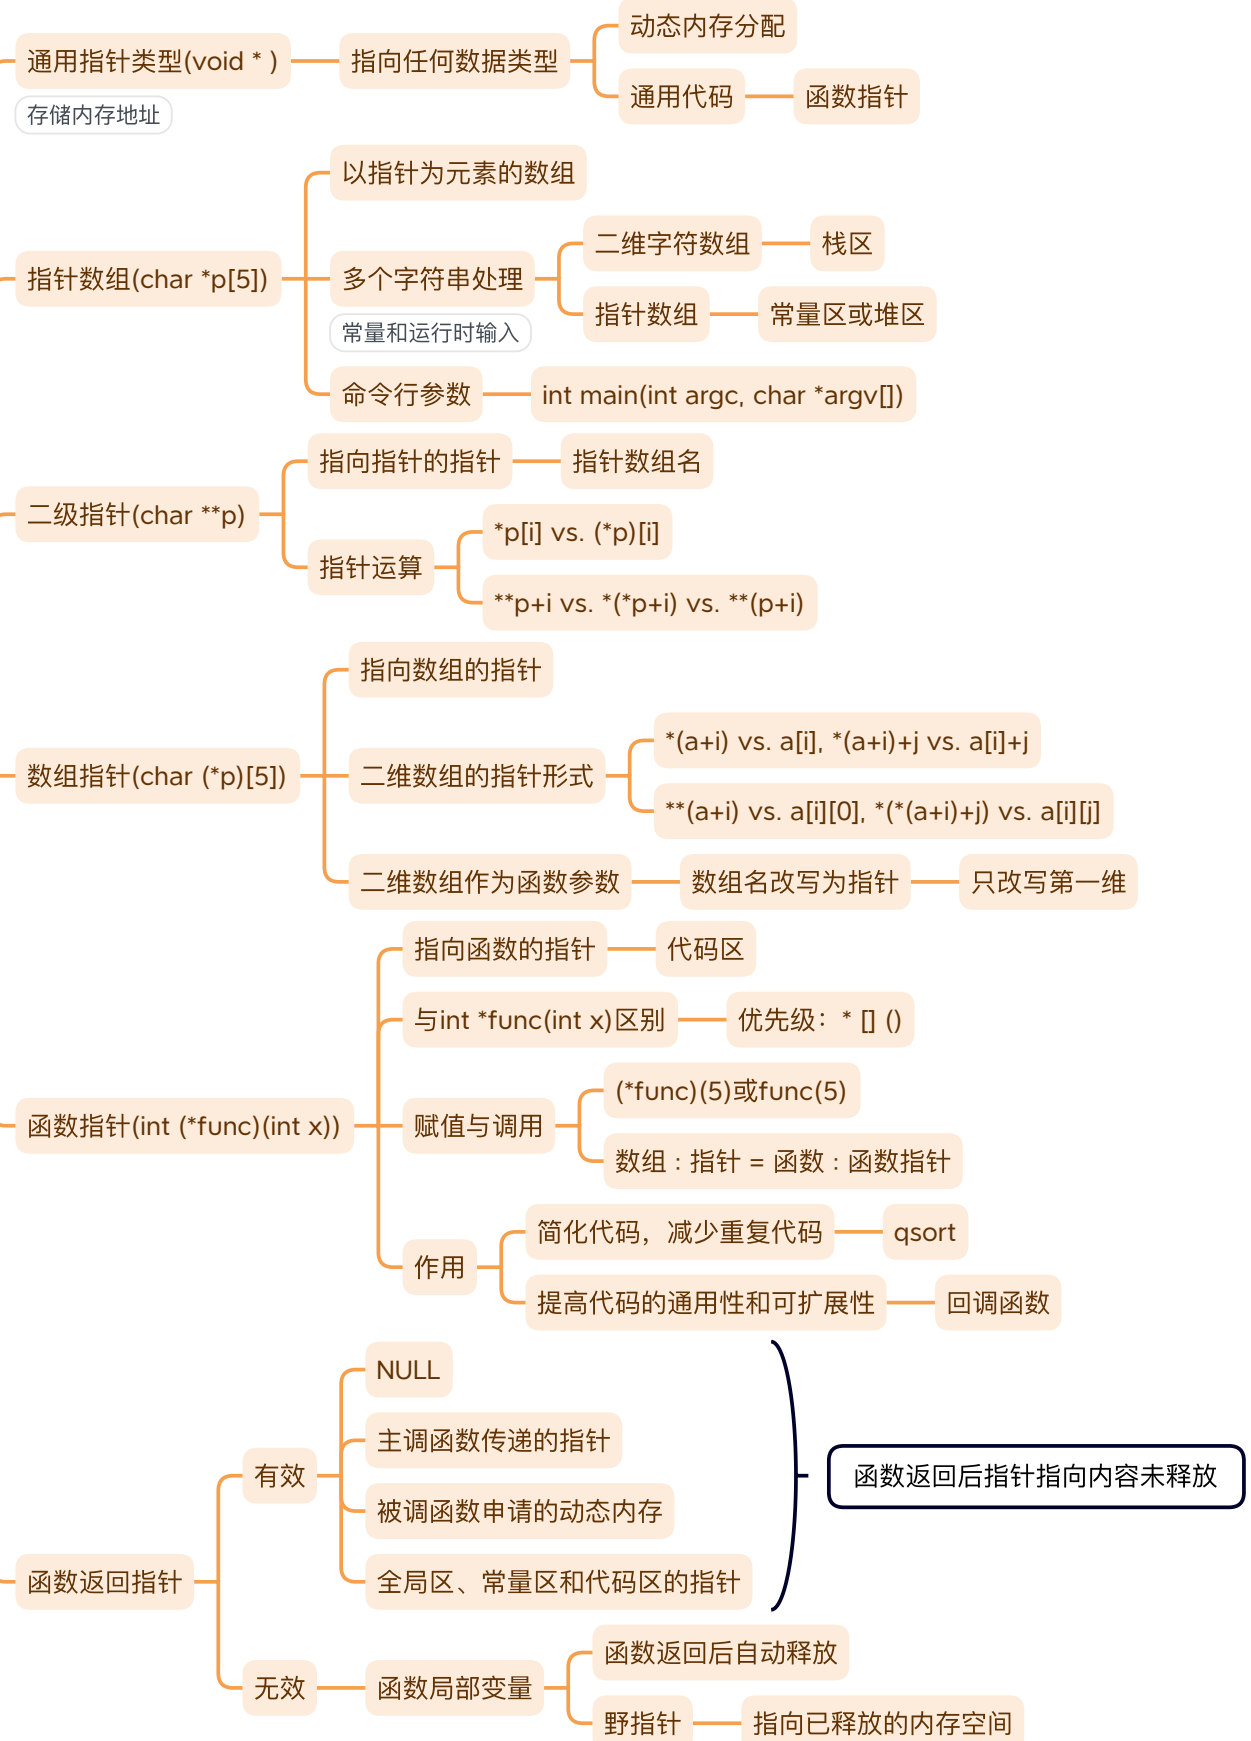 通用指针类型(void * )
存储内存地址
指向任何数据类型
动态内存分配
通用代码
函数指针
指针数组(char *p[5])
以指针为元素的数组
多个字符串处理
常量和运行时输入
二维字符数组
栈区
指针数组
常量区或堆区
命令行参数
int main(int argc, char *argv[])
二级指针(char **p)
指向指针的指针
指针数组名
指针运算
*p[i] vs. (*p)[i]
**p+i vs. *(*p+i) vs. **(p+i)
数组指针(char (*p)[5])
指向数组的指针
二维数组的指针形式
*(a+i) vs. a[i], *(a+i)+j vs. a[i]+j
**(a+i) vs. a[i][0], *(*(a+i)+j) vs. a[i][j]
二维数组作为函数参数
数组名改写为指针
只改写第一维
函数指针(int (*func)(int x))
指向函数的指针
代码区
与int *func(int x)区别
优先级：* [] ()
赋值与调用
(*func)(5)或func(5)
数组 : 指针 = 函数 : 函数指针
作用
简化代码，减少重复代码
qsort
提高代码的通用性和可扩展性
回调函数
函数返回指针
有效
NULL
主调函数传递的指针
被调函数申请的动态内存
全局区、常量区和代码区的指针
函数返回后指针指向内容未释放
无效
函数局部变量
函数返回后自动释放
野指针
指向已释放的内存空间